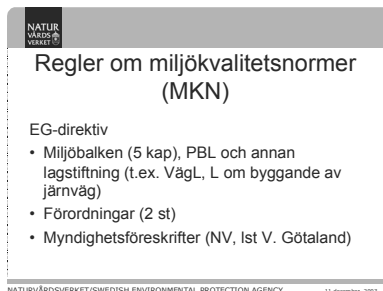 NATUR
VÅRDS
VERKET
Regler om miljökvalitetsnormer
(MKN)
EG-direktiv
• Miljöbalken (5 kap), PBL och annan
lagstiftning (t.ex. VägL, L om byggande av
järnväg)
• Förordningar (2 st)
• Myndighetsföreskrifter (NV, lst V. Götaland)
NATURVÅRDSVERKET/SWEDISH ENVIRONMENTAL PROTECTION AGENCY